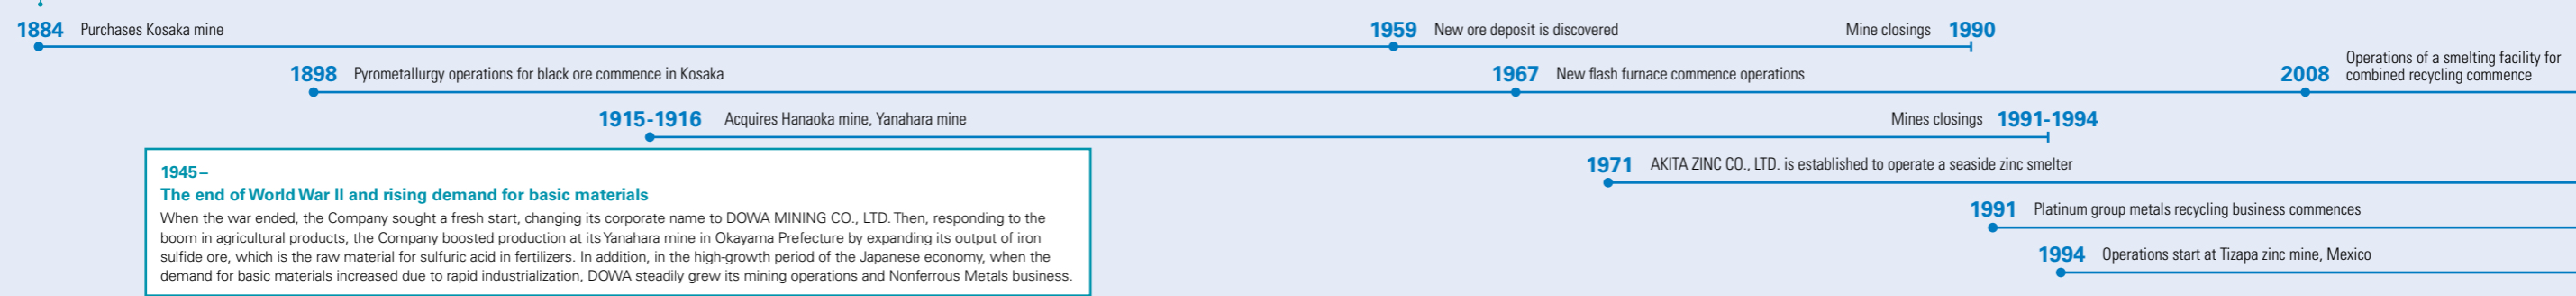 1884 Purchases Kosaka mine
1959 New ore deposit is discovered
Mine closings 1990
1898 Pyrometallurgy operations for black ore commence in Kosaka
1967 New flash furnace commence operations
2008 Operations of a smelting facility for
combined recycling commence
1915-1916 Acquires Hanaoka mine, Yanahara mine
Mines closings 1991-1994
1971 AKITA ZINC CO., LTD. is established to operate a seaside zinc smelter
1991 Platinum group metals recycling business commences
1994 Operations start at Tizapa zinc mine, Mexico
1945–
The end of World War II and rising demand for basic materials
When the war ended, the Company sought a fresh start, changing its corporate name to DOWA MINING CO., LTD. Then, responding to the
boom in agricultural products, the Company boosted production at its Yanahara mine in Okayama Prefecture by expanding its output of iron
sulfide ore, which is the raw material for sulfuric acid in fertilizers. In addition, in the high-growth period of the Japanese economy, when the
demand for basic materials increased due to rapid industrialization, DOWA steadily grew its mining operations and Nonferrous Metals business.